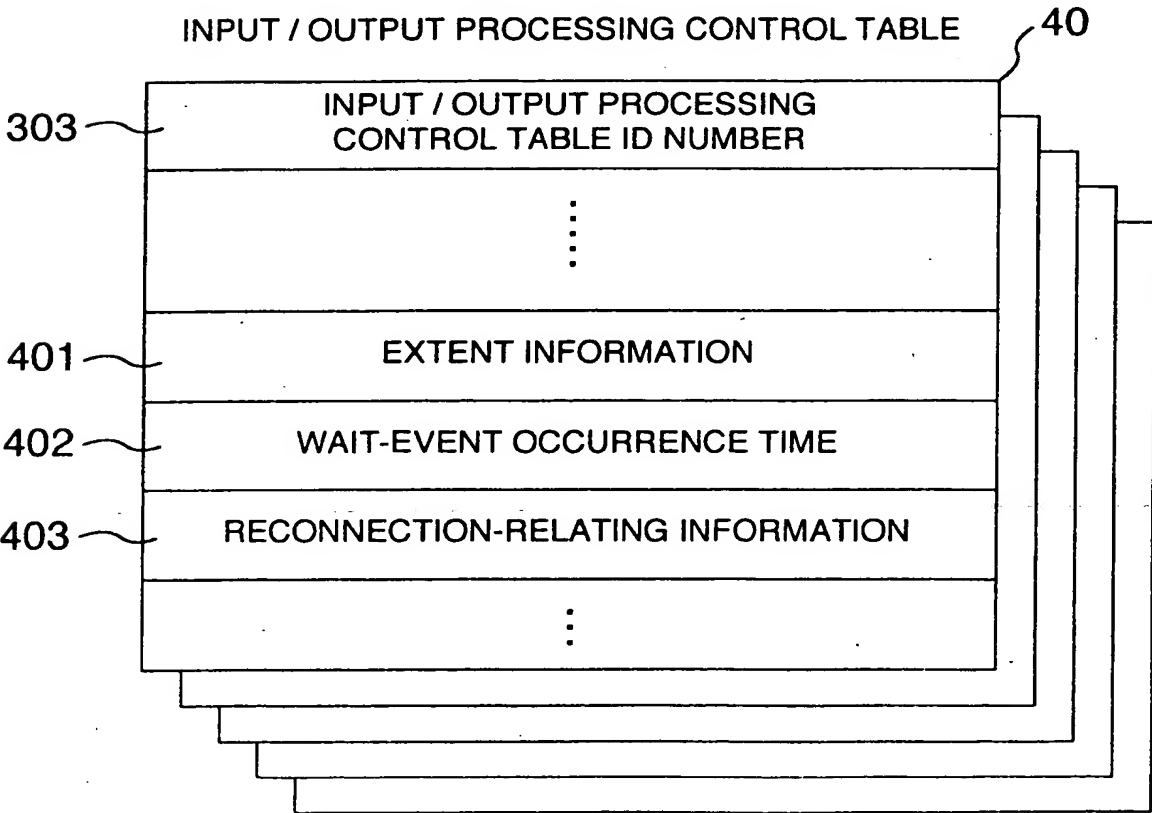 INPUT / OUTPUT PROCESSING CONTROL TABLE
40
303
INPUT / OUTPUT PROCESSING
CONTROL TABLE ID NUMBER
401
EXTENT INFORMATION
402
WAIT-EVENT OCCURRENCE TIME
403
RECONNECTION-RELATING INFORMATION